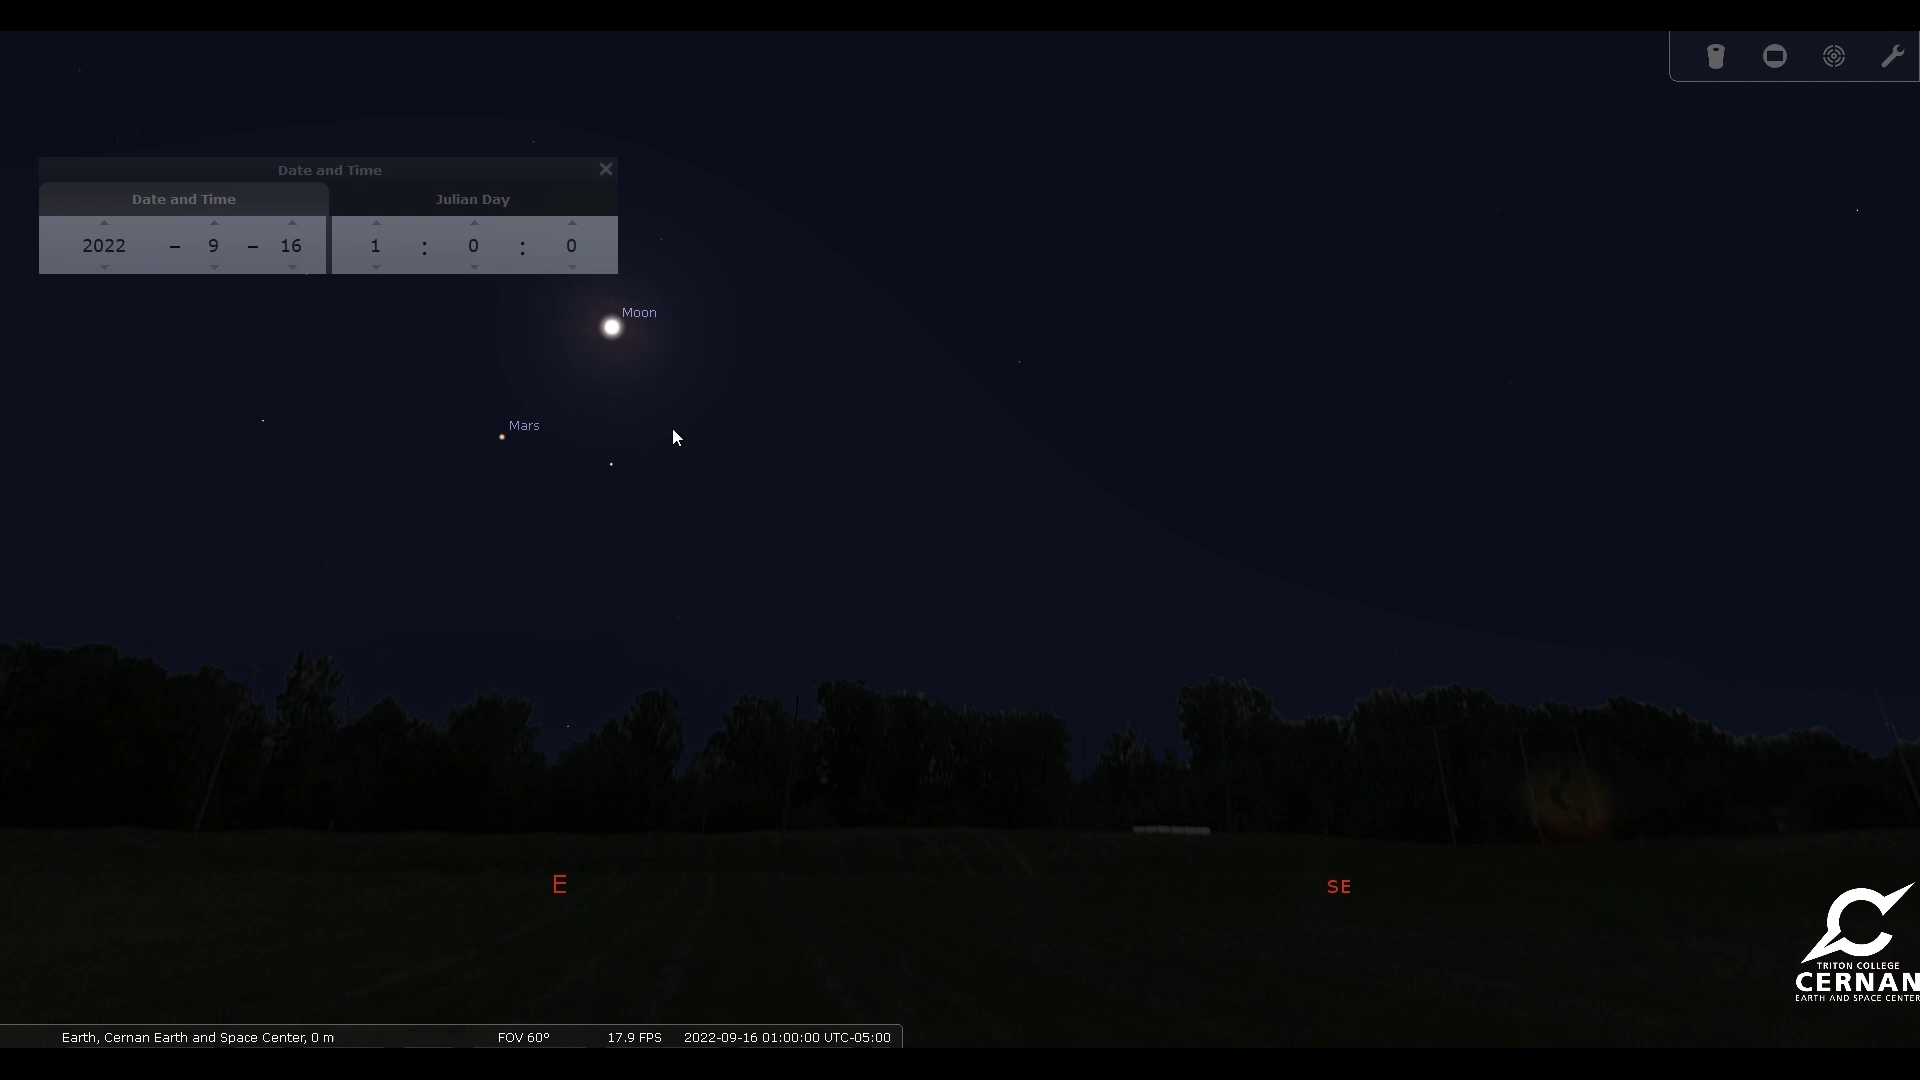 Date and Time
Date and Time
Julian Day
2022 - 9 - 16
1 : 0 : 0
Moon
Mars
E
SE
TRITON COLLEGE
CERNAN
EARTH AND SPACE CENTER
Earth, Cernan Earth and Space Center, 0 m
FOV 60°
17.9 FPS
2022-09-16 01:00:00 UTC-05:00